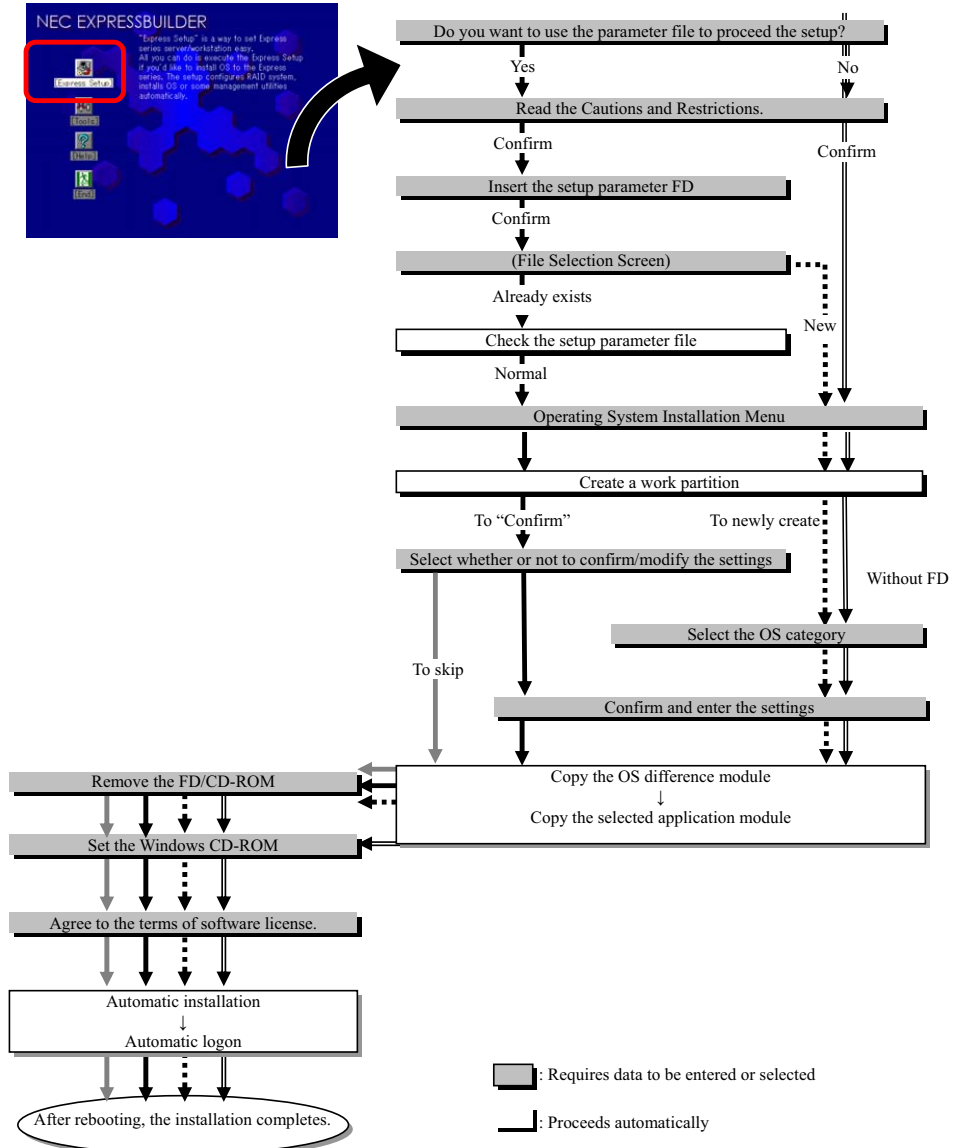 NEC EXPRESSBUILDER
"Express Setup" is a way to set Express
series server/workstation easy.
All you can do is execute the Express Setup
if you'd like to install OS to the Express
series. The setup configures RAID system,
installs OS or some management utilities
automatically.
[Express Setup]
[Tools]
[Help]
[End]
Do you want to use the parameter file to proceed the setup?
Yes
No
Read the Cautions and Restrictions.
Confirm
Confirm
Insert the setup parameter FD
Confirm
(File Selection Screen)
Already exists
New
Check the setup parameter file
Normal
Operating System Installation Menu
Create a work partition
To “Confirm”
To newly create
Select whether or not to confirm/modify the settings
Without FD
Select the OS category
To skip
Confirm and enter the settings
Copy the OS difference module
↓
Copy the selected application module
Remove the FD/CD-ROM
Set the Windows CD-ROM
Agree to the terms of software license.
Automatic installation
↓
Automatic logon
After rebooting, the installation completes.
: Requires data to be entered or selected
: Proceeds automatically